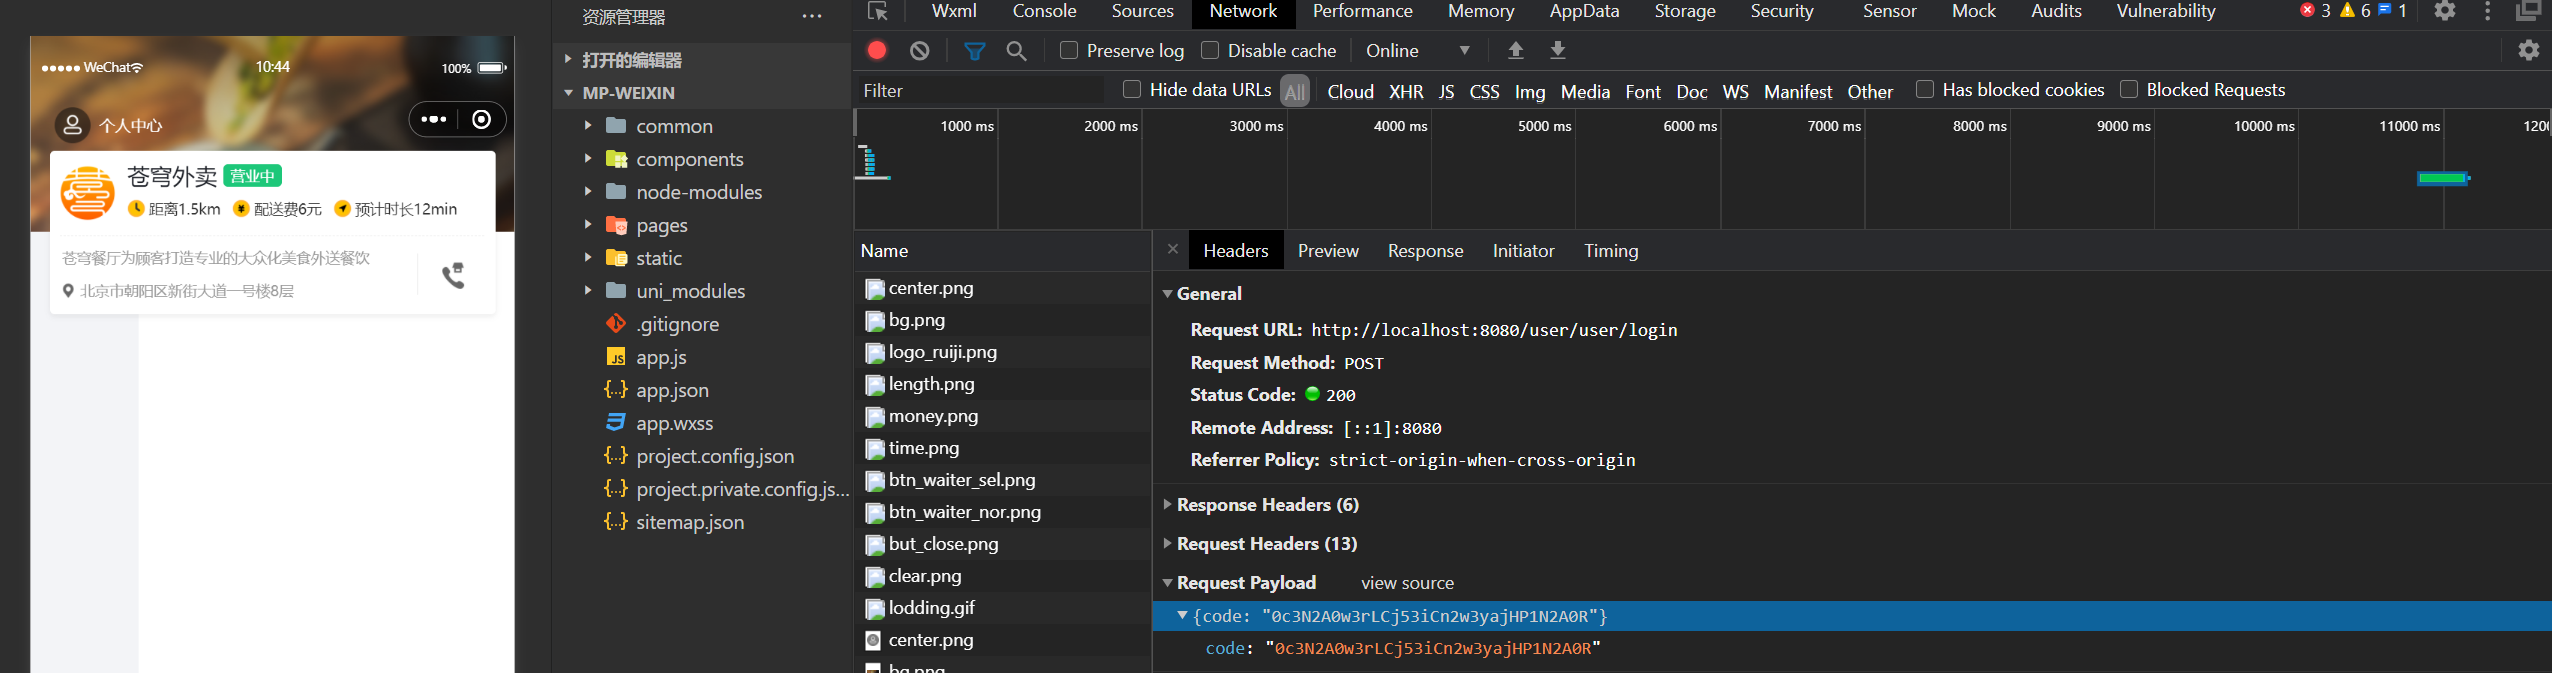 WeChat 10:44 100%
个人中心
苍穹外卖 营业中
距离1.5km 配送费6元 预计时长12min
苍穹餐厅为顾客打造专业的大众化美食外送餐饮
北京市朝阳区新街大道一号楼8层
资源管理器 ···
打开的编辑器
MP-WEIXIN
common
components
node-modules
pages
static
uni_modules
.gitignore
JS app.js
{..} app.json
app.wxss
{..} project.config.json
{..} project.private.config.js...
{..} sitemap.json
Wxml Console Sources Network Performance Memory AppData Storage Security Sensor Mock Audits Vulnerability 3 6 1
Preserve log Disable cache Online
Filter Hide data URLs All Cloud XHR JS CSS Img Media Font Doc WS Manifest Other Has blocked cookies Blocked Requests
1000 ms 2000 ms 3000 ms 4000 ms 5000 ms 6000 ms 7000 ms 8000 ms 9000 ms 10000 ms 11000 ms 120
Name
center.png
bg.png
logo_ruiji.png
length.png
money.png
time.png
btn_waiter_sel.png
btn_waiter_nor.png
but_close.png
clear.png
lodding.gif
center.png
bg.png
× Headers Preview Response Initiator Timing
General
Request URL: http://localhost:8080/user/user/login
Request Method: POST
Status Code: 200
Remote Address: [::1]:8080
Referrer Policy: strict-origin-when-cross-origin
Response Headers (6)
Request Headers (13)
Request Payload view source
{code: "0c3N2A0w3rLCj53iCn2w3yajHP1N2A0R"}
code: "0c3N2A0w3rLCj53iCn2w3yajHP1N2A0R"